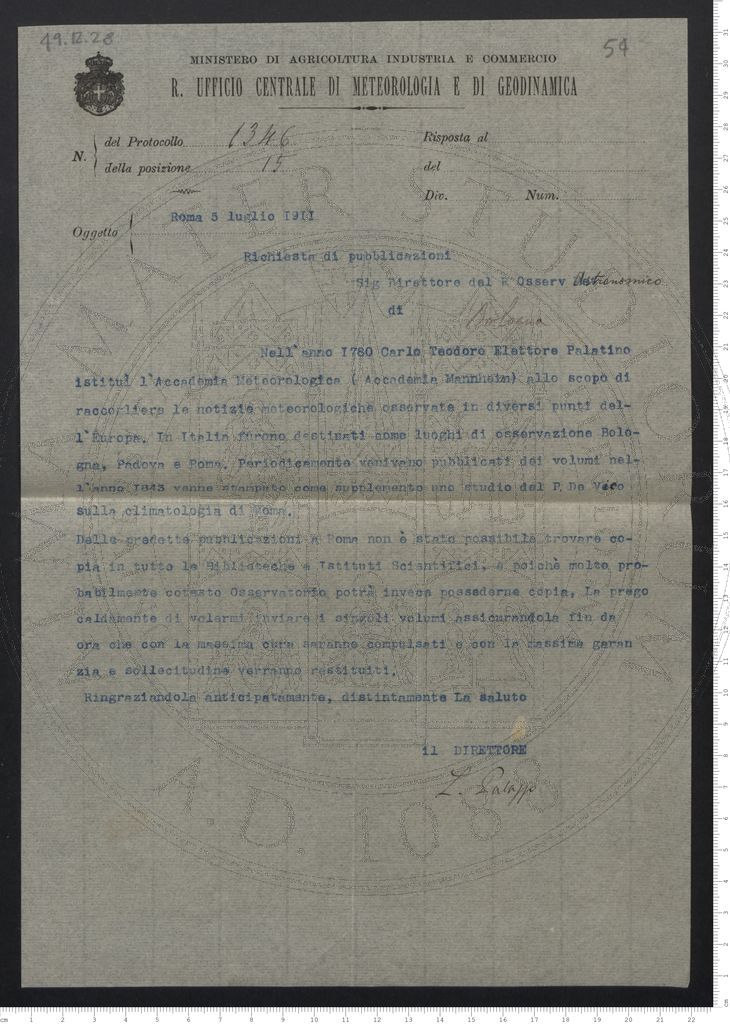 49.12.28
54
MINISTERO DI AGRICOLTURA INDUSTRIA E COMMERCIO
R. UFFICIO CENTRALE DI METEOROLOGIA E DI GEODINAMICA
N. del Protocollo 1346
della posizione 15
Risposta al
del
Div. Num.
Oggetto
Roma 5 luglio 1911
Richiesta di pubblicazioni
Sig Direttore del R Osserv Astronomico
di Bologna
Nell'anno 1780 Carlo Teodoro Elettore Palatino
istituì l'Accademia Meteorologica ( Accademia Mannheim) allo scopo di
raccogliere le notizie meteorologiche osservate in diversi punti del-
l'Europa. In Italia furono destinati come luoghi di osservazione Bolo-
gna, Padova e Roma. Periodicamente venivano pubblicati dei volumi nel-
l'anno 1843 venne stampato come supplemento uno studio del P. De Vico
sulla climatologia di Roma.
Delle predette pubblicazioni a Roma non è stato possibile trovare co-
pia in tutte le Biblioteche e Istituti Scientifici, e poichè molto pro-
babilmente cotesto Osservatorio potrà invece possederne copia, La prego
caldamente di volermi inviare i singoli volumi assicurandola fin da
ora che con la massima cura saranno compulsati e con la massima garan
zia e sollecitudine verranno restituiti.
Ringraziandola anticipatamente, distintamente La saluto
il DIRETTORE
L. Palazzo
ALMA MATER STUDIORUM
A.D. 1088